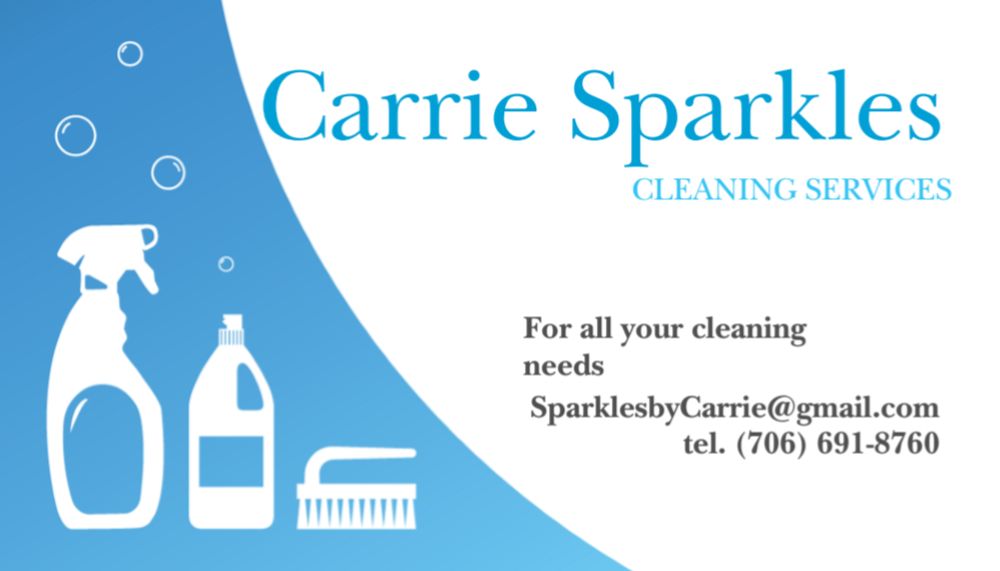 Carrie Sparkles
CLEANING SERVICES
For all your cleaning
needs
SparklesbyCarrie@gmail.com
tel. (706) 691-8760